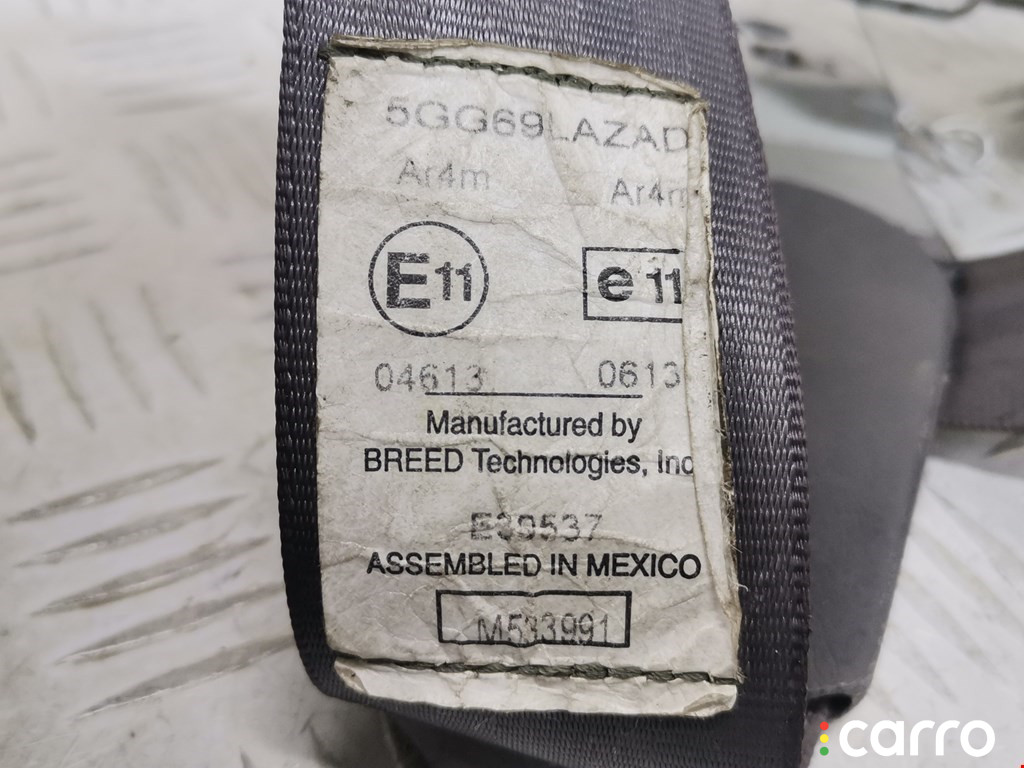 5GG69LAZAD
Ar4m Ar4m
E11 e11
04613 0613
Manufactured by
BREED Technologies, Inc
E39537
ASSEMBLED IN MEXICO
M533991
carro